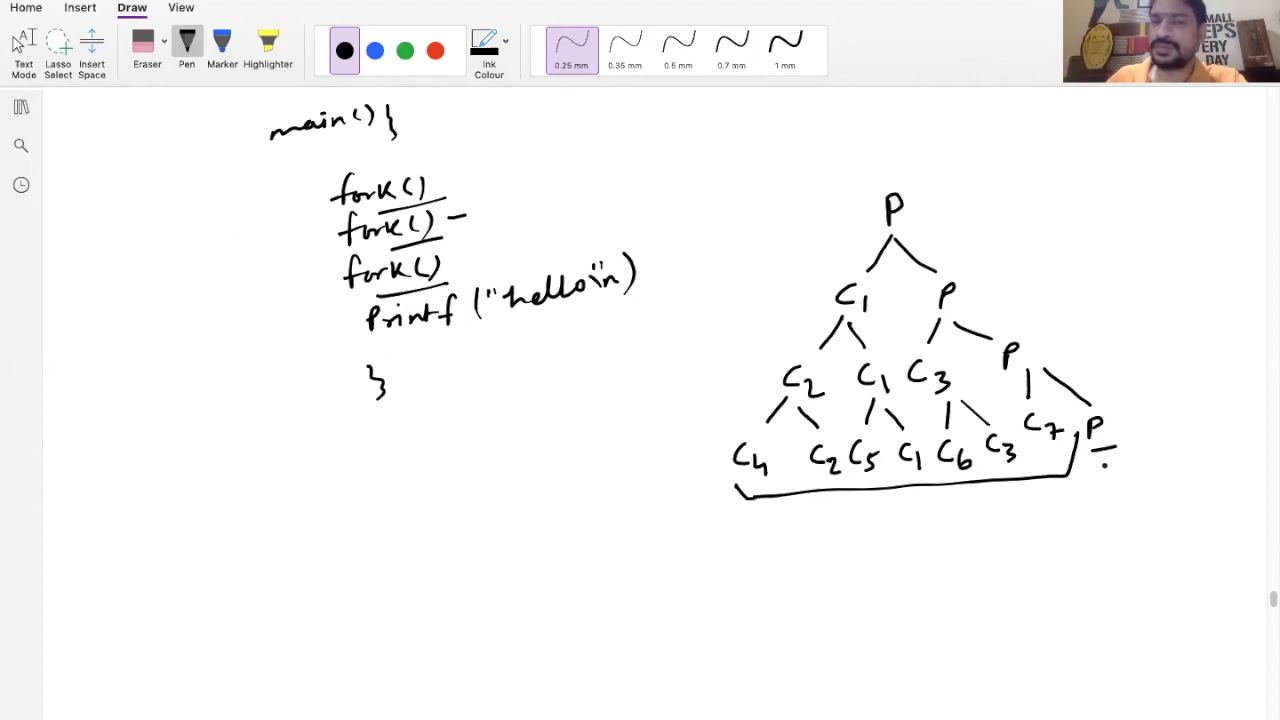 Home Insert Draw View
Text Mode
Lasso Select
Insert Space
Eraser
Pen
Marker
Highlighter
Ink Colour
0.25 mm
0.35 mm
0.5 mm
0.7 mm
1 mm
SMALL
DAY
main() {
fork()
fork() -
fork()
printf ("hello"\n)
}
P
C1 P
C2 C1 C3 P
C4 C2 C5 C1 C6 C3 C7 P